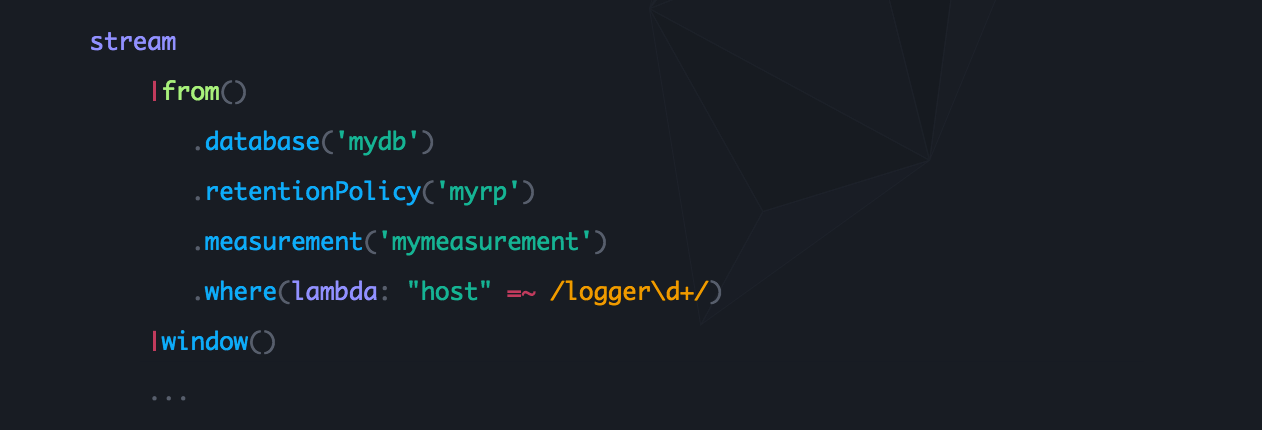 stream
|from()
.database('mydb')
.retentionPolicy('myrp')
.measurement('mymeasurement')
.where(lambda: "host" =~ /logger\d+/)
|window()
...